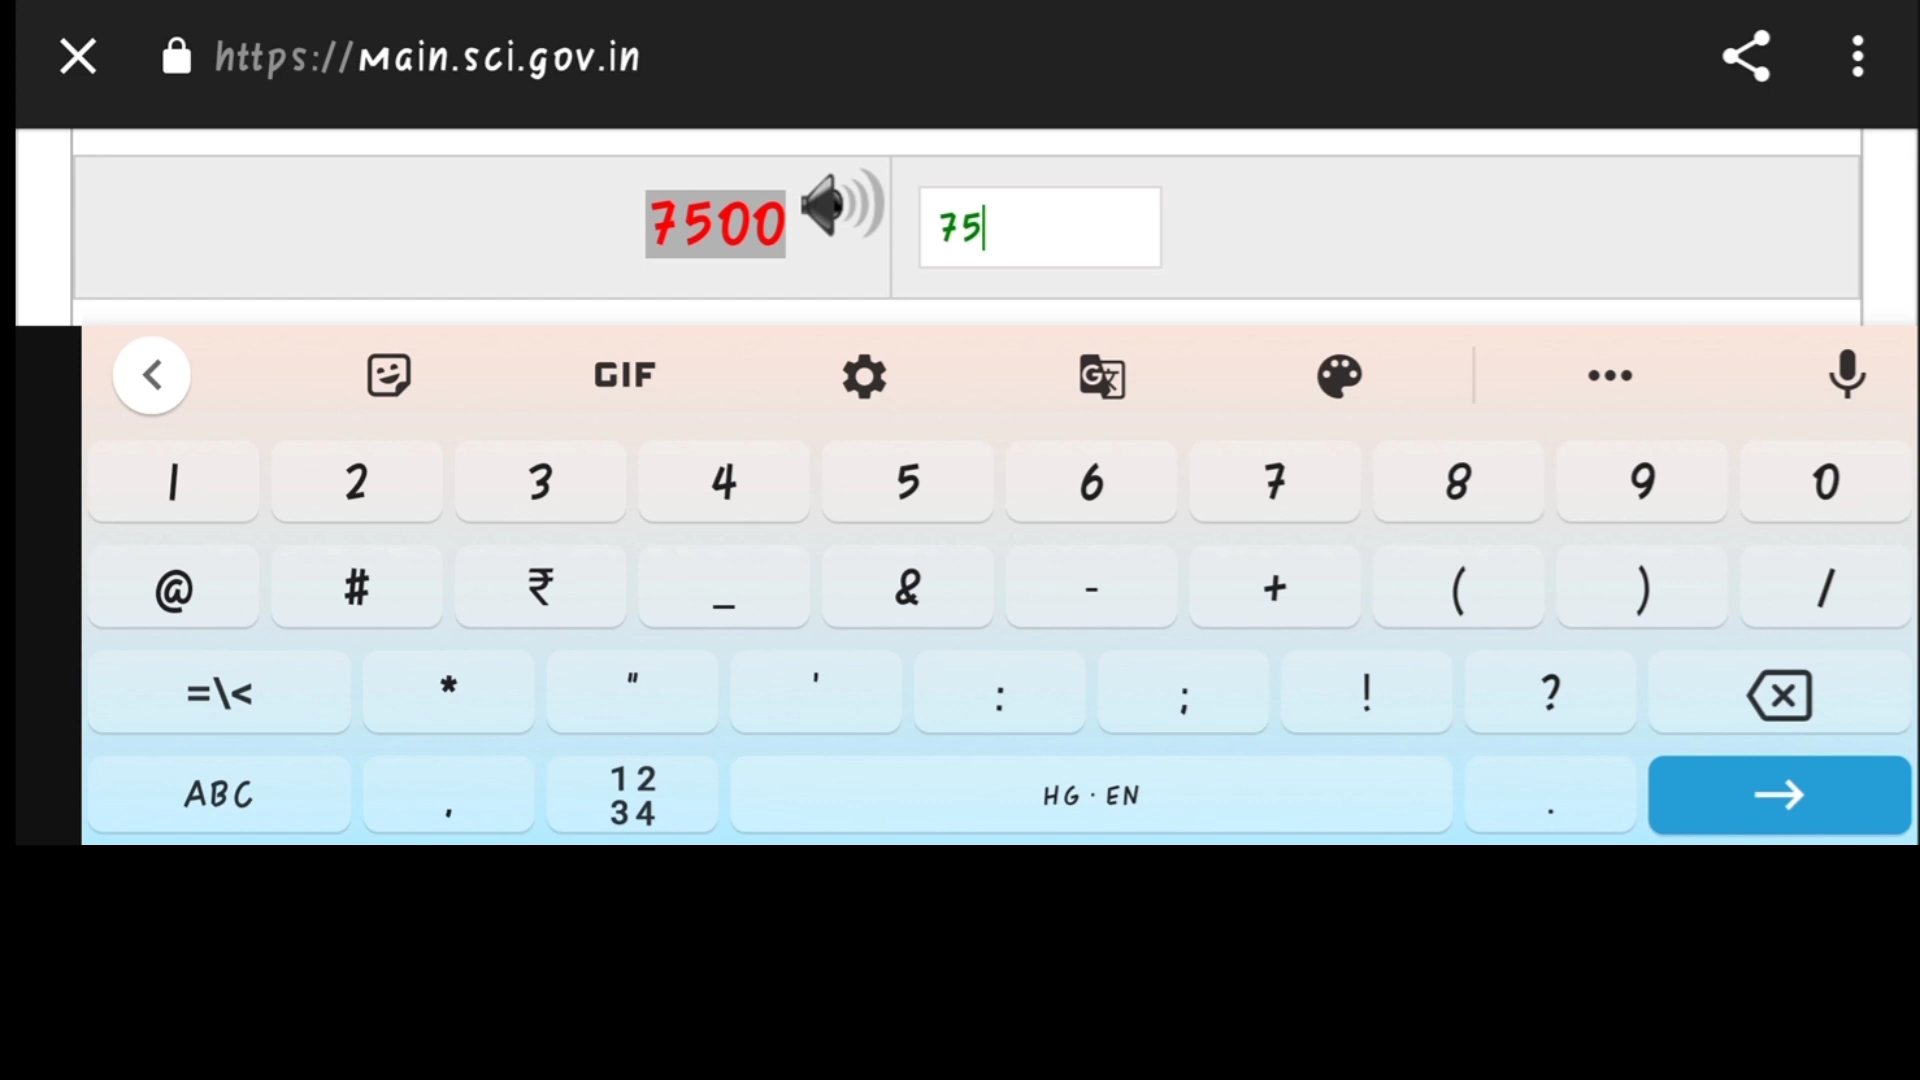 https://main.sci.gov.in
7500 75
GIF
1 2 3 4 5 6 7 8 9 0
@ # ₹ _ & - + ( ) /
=\< * " ' : ; ! ?
ABC , 12 34 HG · EN .